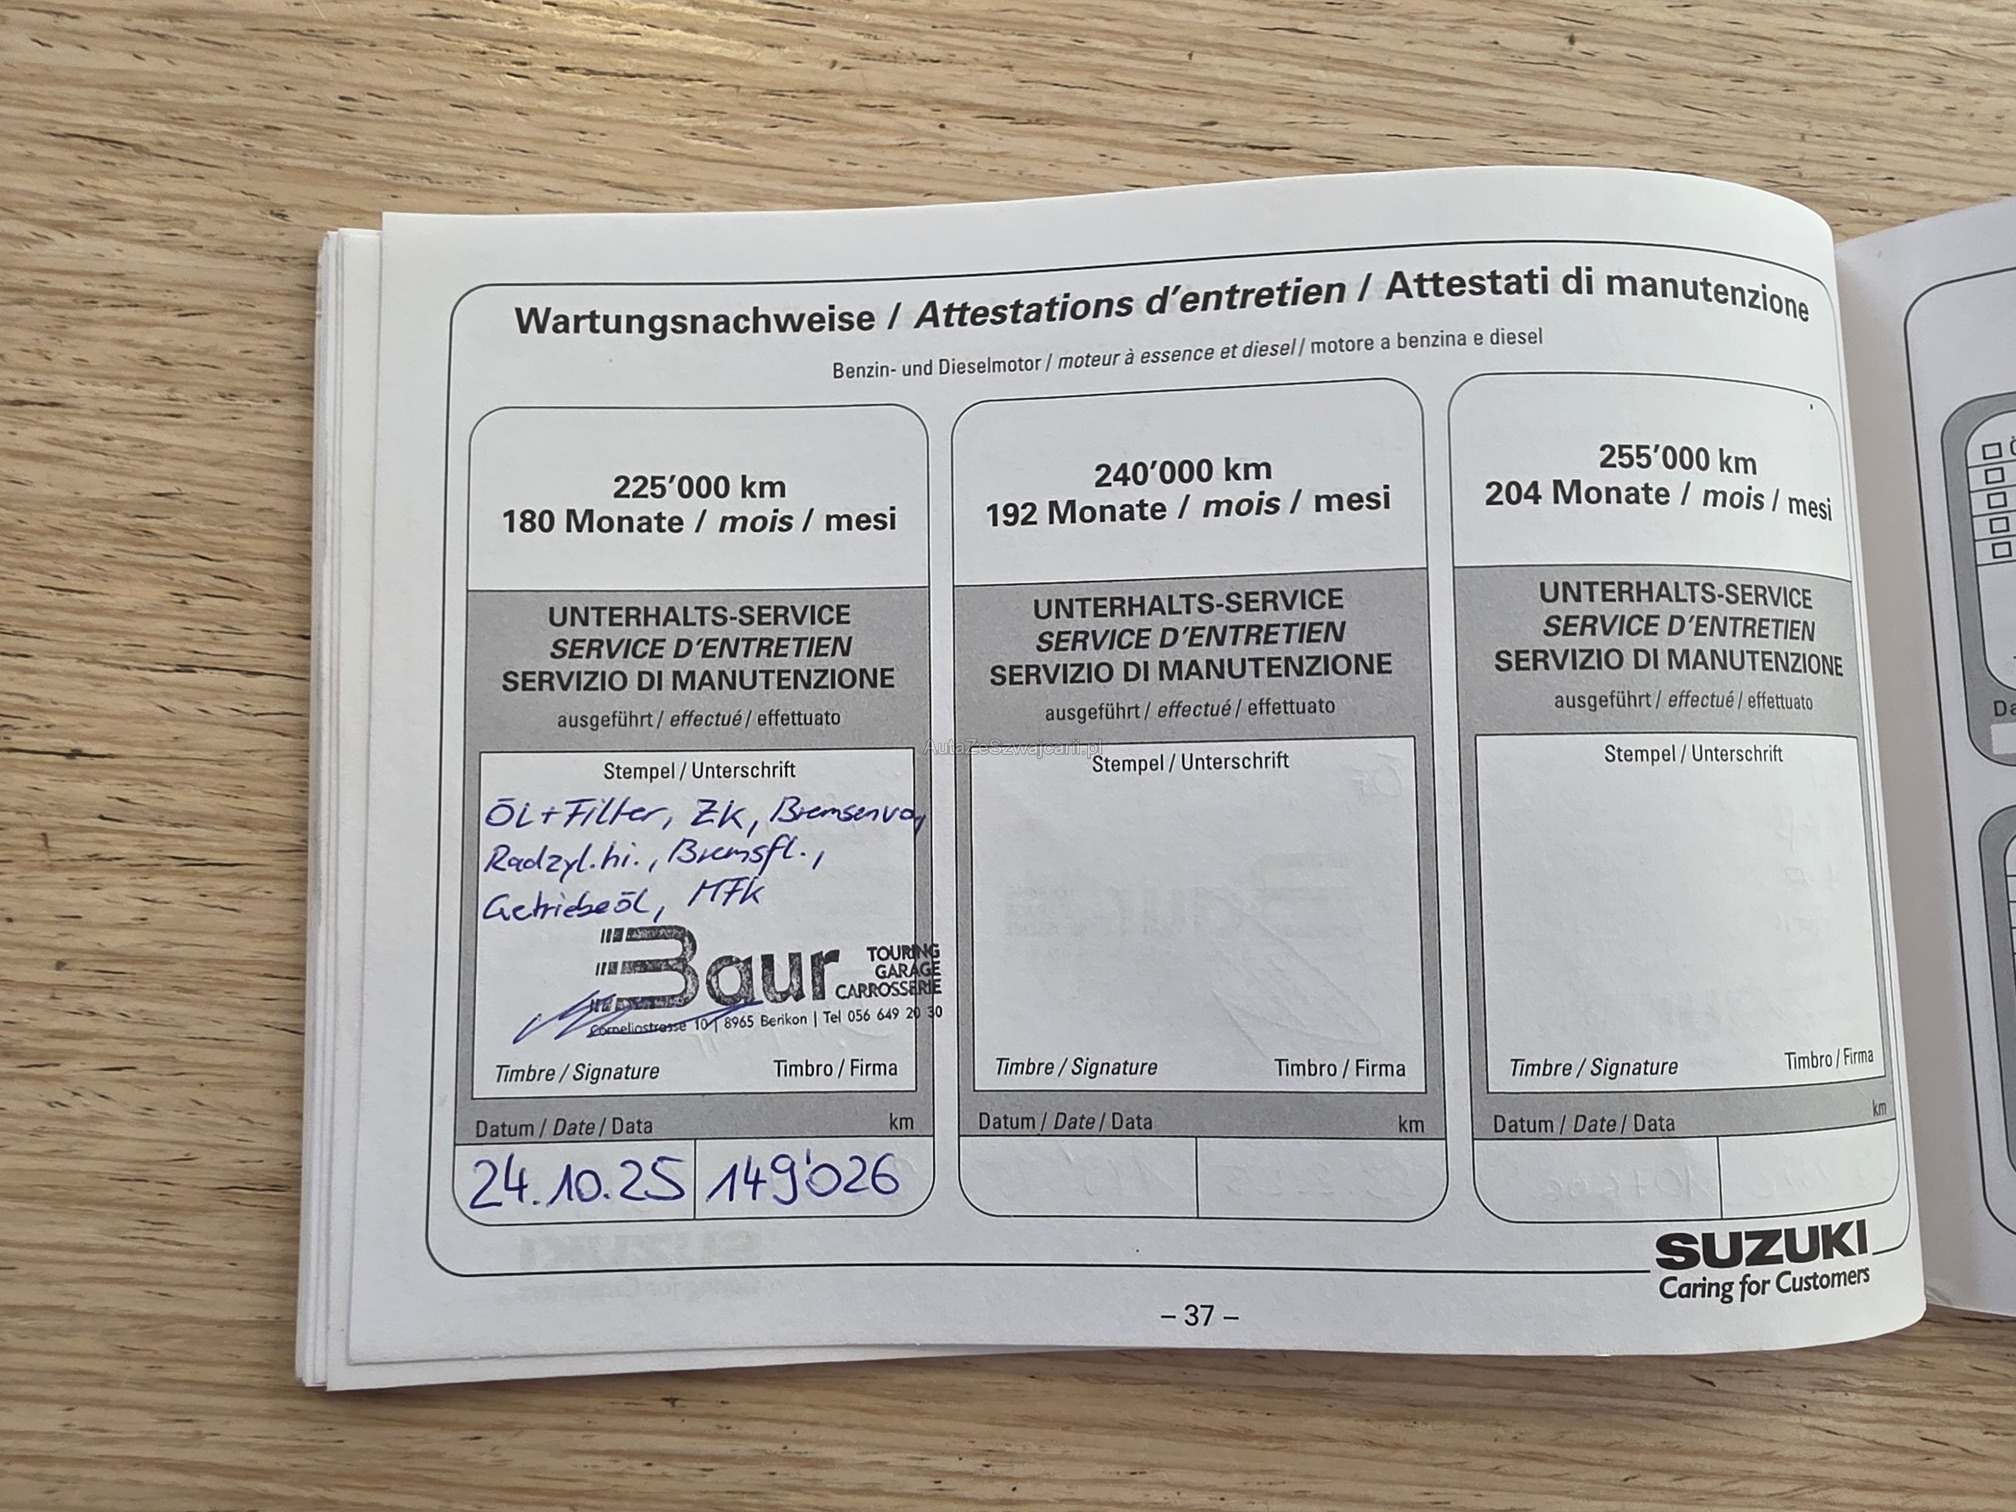 Wartungsnachweise / Attestations d'entretien / Attestati di manutenzione
Benzin- und Dieselmotor / moteur à essence et diesel / motore a benzina e diesel
225'000 km
180 Monate / mois / mesi
UNTERHALTS-SERVICE
SERVICE D'ENTRETIEN
SERVIZIO DI MANUTENZIONE
ausgeführt / effectué / effettuato
Stempel / Unterschrift
ÖL+Filter, ZK, Bremsenvo,
Radzyl.hi., Bremsfl.,
Getriebeöl, MFK
Baur
TOURING
GARAGE
CARROSSERIE
Corneliastrasse 10 | 8965 Berikon | Tel 056 649 20 30
Timbre / Signature Timbro / Firma
Datum / Date / Data km
24.10.25 149'026
240'000 km
192 Monate / mois / mesi
UNTERHALTS-SERVICE
SERVICE D'ENTRETIEN
SERVIZIO DI MANUTENZIONE
ausgeführt / effectué / effettuato
Stempel / Unterschrift
Timbre / Signature Timbro / Firma
Datum / Date / Data km
255'000 km
204 Monate / mois / mesi
UNTERHALTS-SERVICE
SERVICE D'ENTRETIEN
SERVIZIO DI MANUTENZIONE
ausgeführt / effectué / effettuato
Stempel / Unterschrift
Timbre / Signature Timbro / Firma
Datum / Date / Data km
SUZUKI
Caring for Customers
– 37 –
AutaZeSzwajcarii.pl